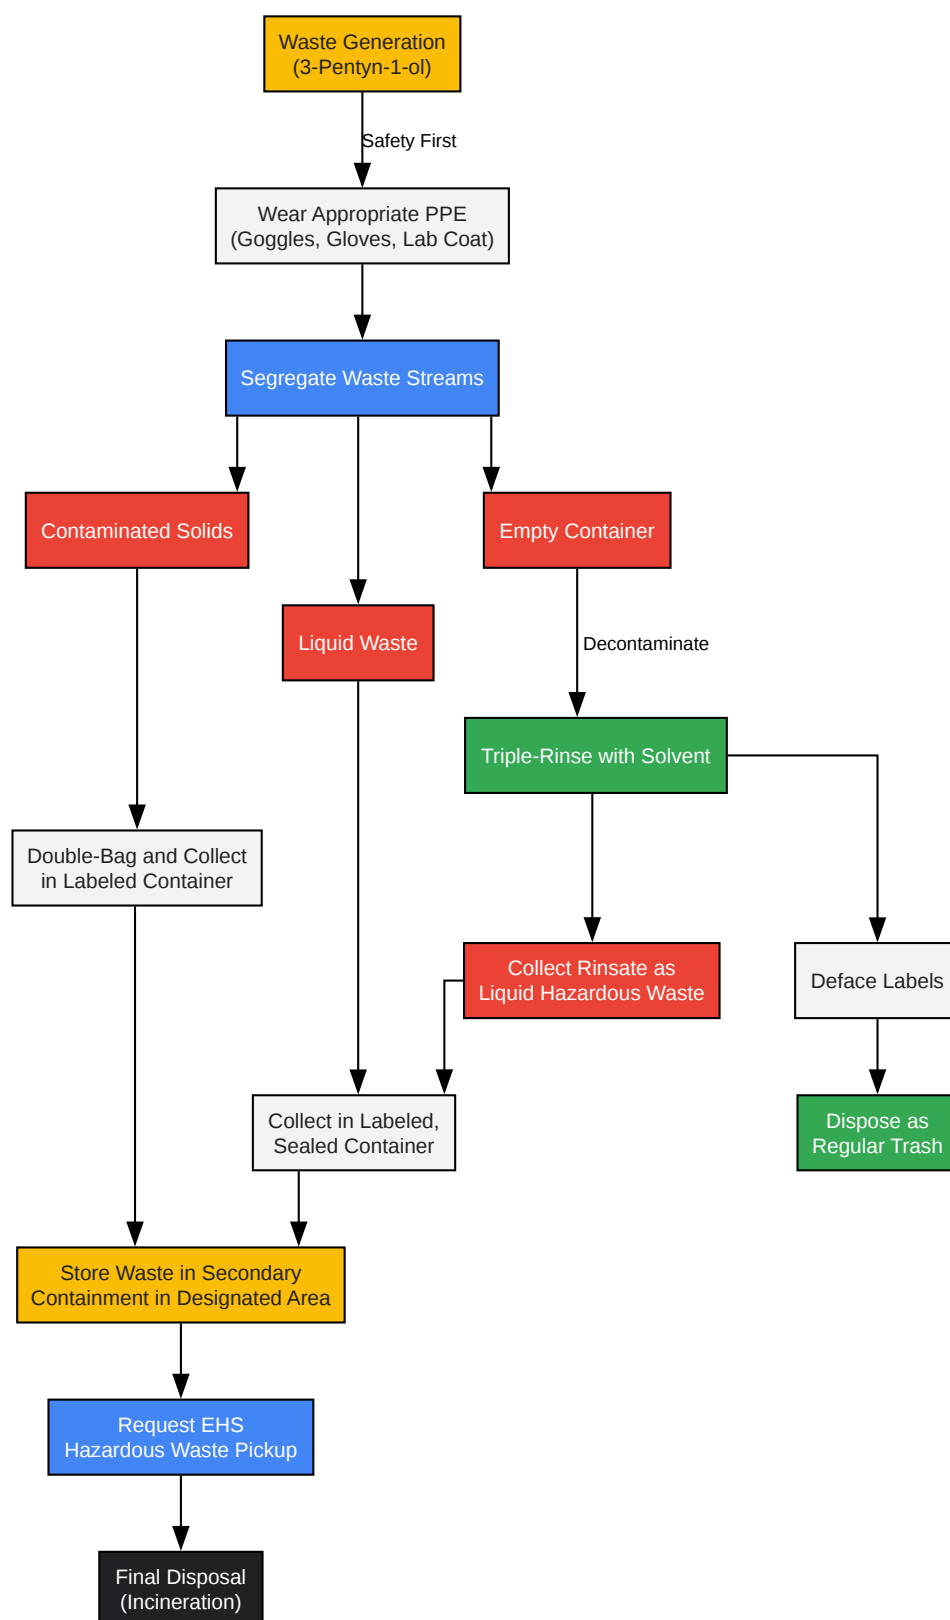 Waste Generation
(3-Pentyn-1-ol)
Safety First
Wear Appropriate PPE
(Goggles, Gloves, Lab Coat)
Segregate Waste Streams
Contaminated Solids
Empty Container
Liquid Waste
Decontaminate
Triple-Rinse with Solvent
Double-Bag and Collect
in Labeled Container
Collect Rinsate as
Liquid Hazardous Waste
Deface Labels
Collect in Labeled,
Sealed Container
Dispose as
Regular Trash
Store Waste in Secondary
Containment in Designated Area
Request EHS
Hazardous Waste Pickup
Final Disposal
(Incineration)